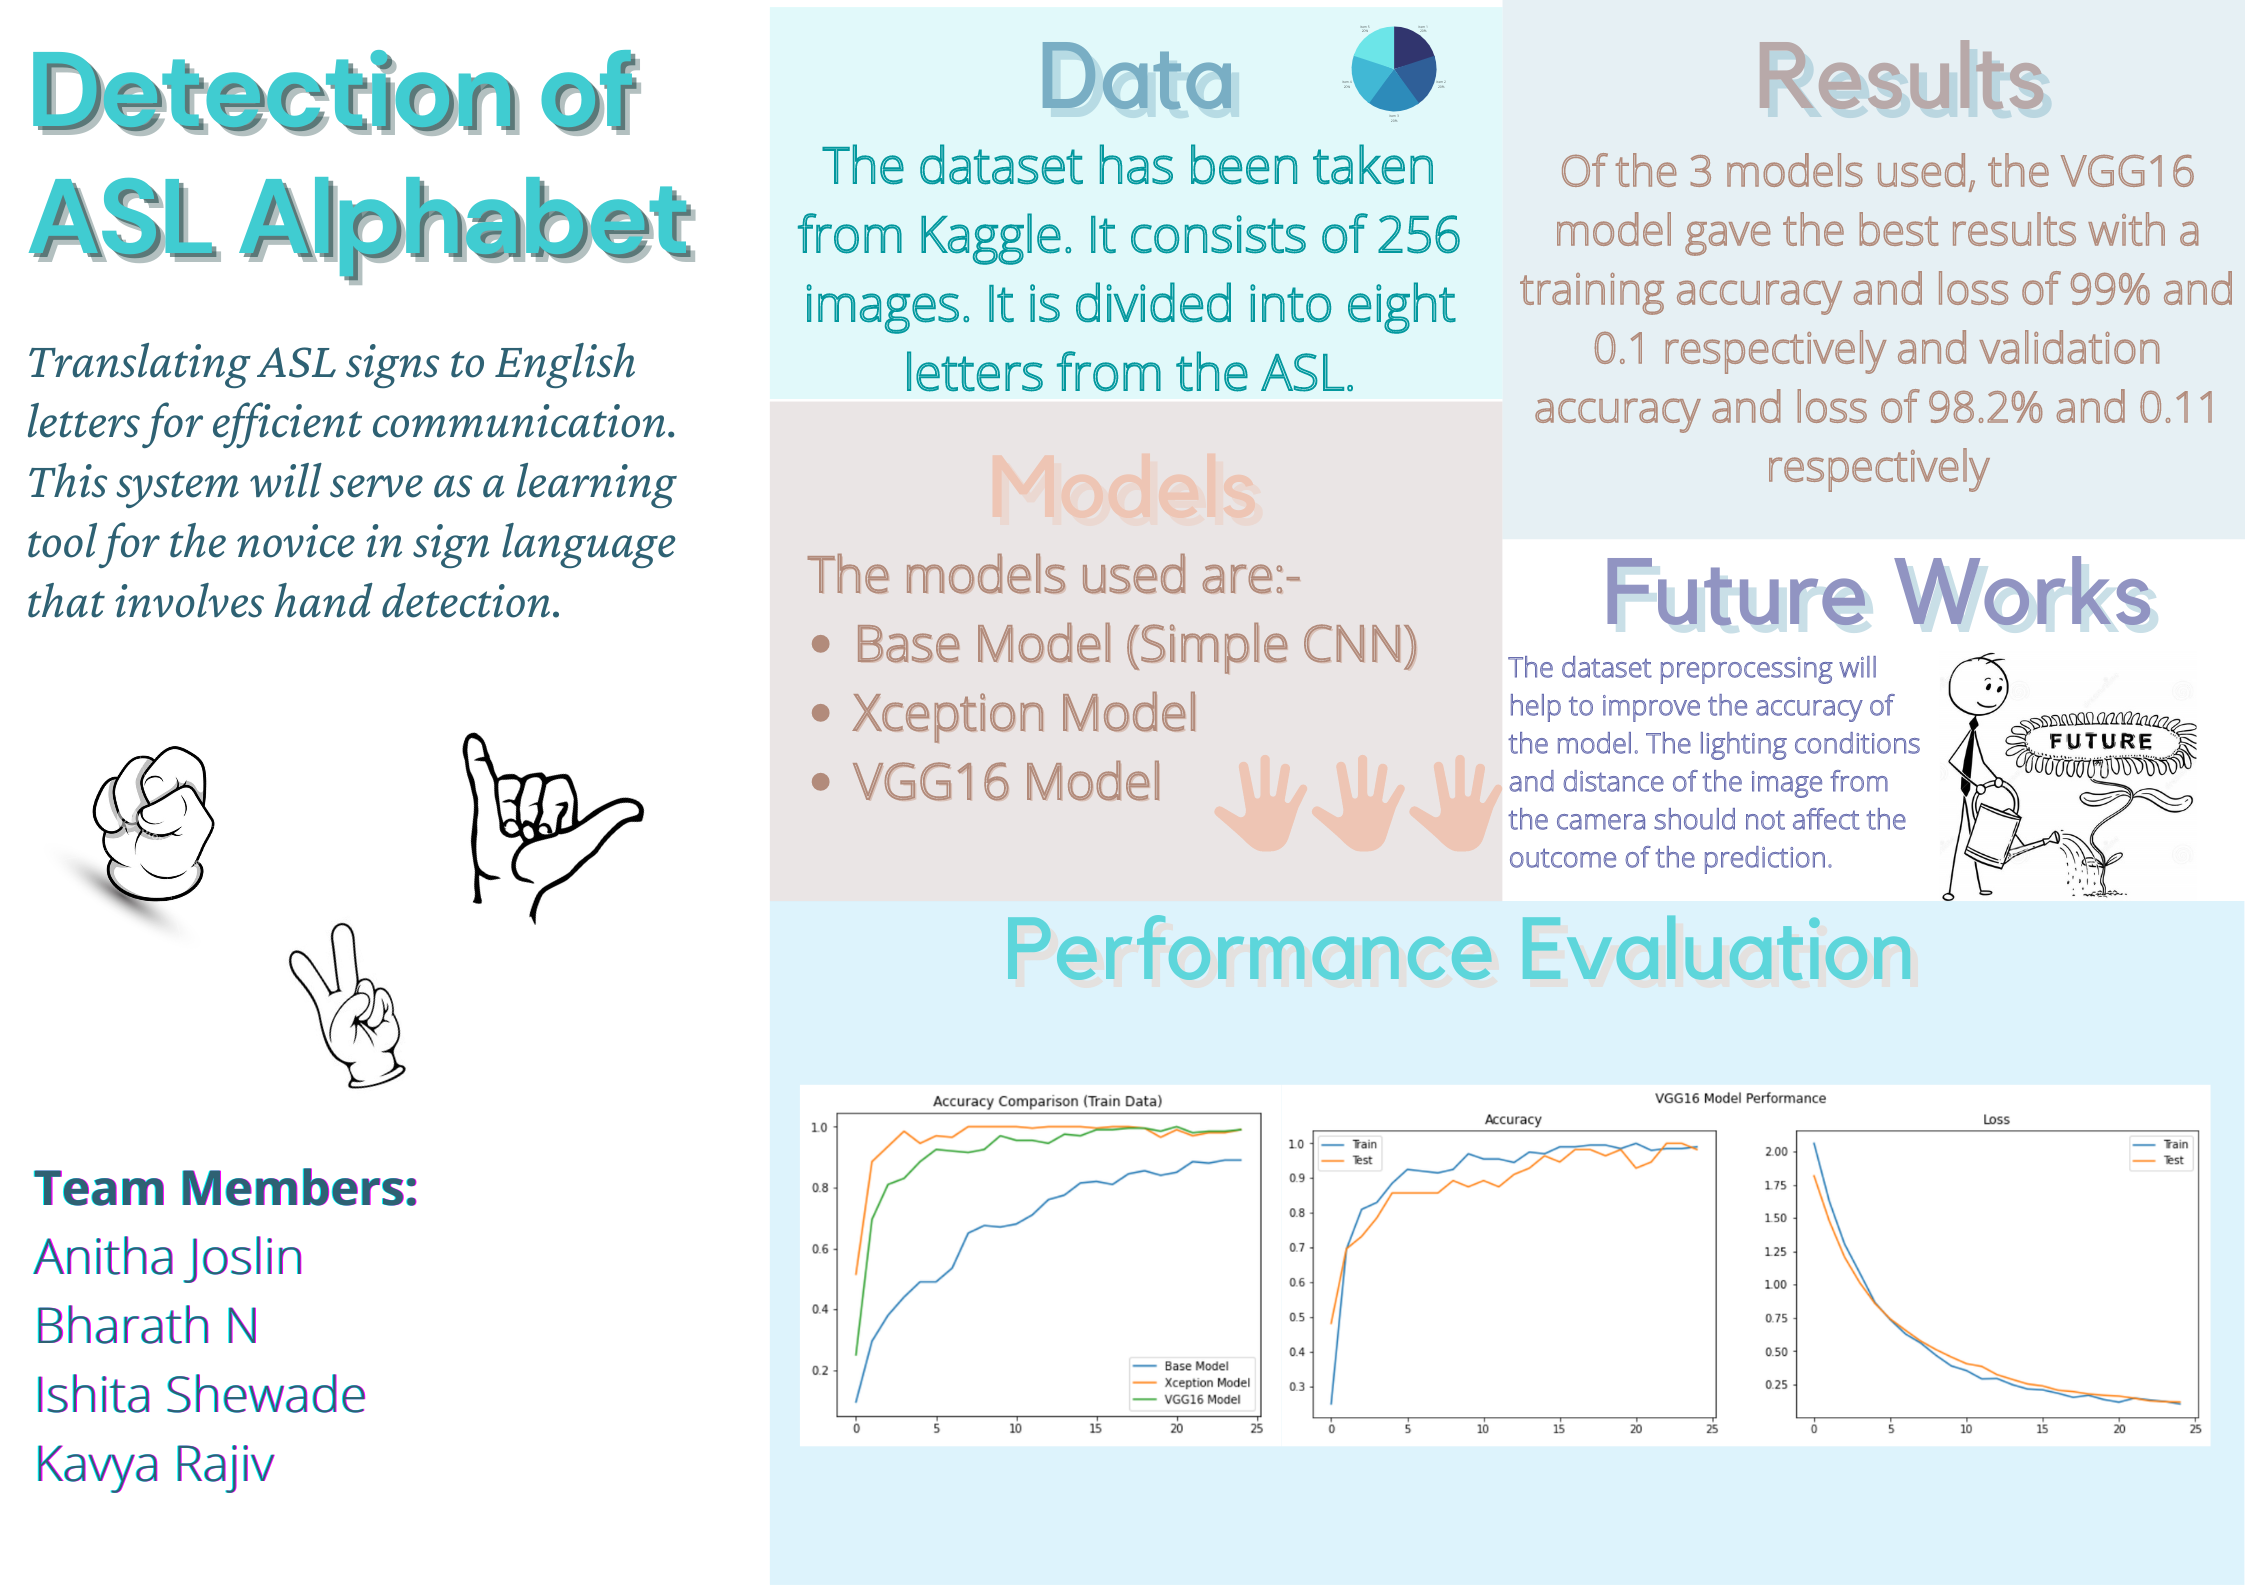 Detection of
ASL Alphabet
Translating ASL signs to English
letters for efficient communication.
This system will serve as a learning
tool for the novice in sign language
that involves hand detection.
Team Members:
Anitha Joslin
Bharath N
Ishita Shewade
Kavya Rajiv
Data
The dataset has been taken
from Kaggle. It consists of 256
images. It is divided into eight
letters from the ASL.
Models
The models used are:-
• Base Model (Simple CNN)
• Xception Model
• VGG16 Model
Results
Of the 3 models used, the VGG16
model gave the best results with a
training accuracy and loss of 99% and
0.1 respectively and validation
accuracy and loss of 98.2% and 0.11
respectively
Future Works
The dataset preprocessing will
help to improve the accuracy of
the model. The lighting conditions
and distance of the image from
the camera should not affect the
outcome of the prediction.
FUTURE
Performance Evaluation
Accuracy Comparison (Train Data)
1.0
0.8
0.6
0.4
0.2
Base Model
Xception Model
VGG16 Model
0 5 10 15 20 25
VGG16 Model Performance
Accuracy
Train
Test
1.0
0.9
0.8
0.7
0.6
0.5
0.4
0.3
0 5 10 15 20 25
Loss
Train
Test
2.00
1.75
1.50
1.25
1.00
0.75
0.50
0.25
0 5 10 15 20 25